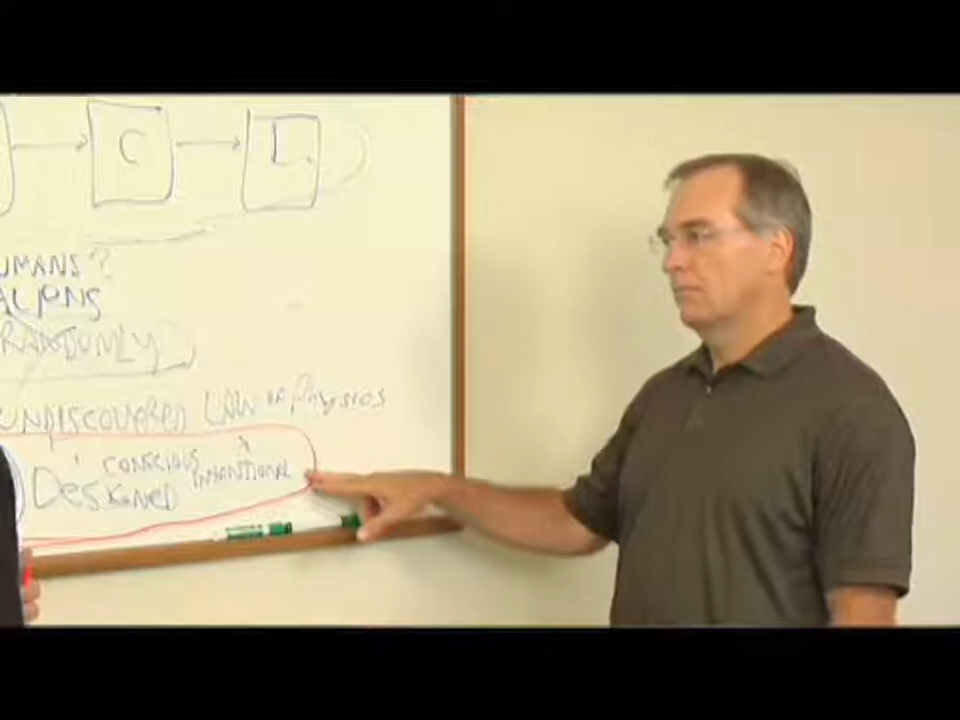 C L
UMANS?
ALIENS
RANDOMLY
UNDISCOVERED LAW OF PHYSICS
CONSCIOUS INTENTIONAL
DESIGNED